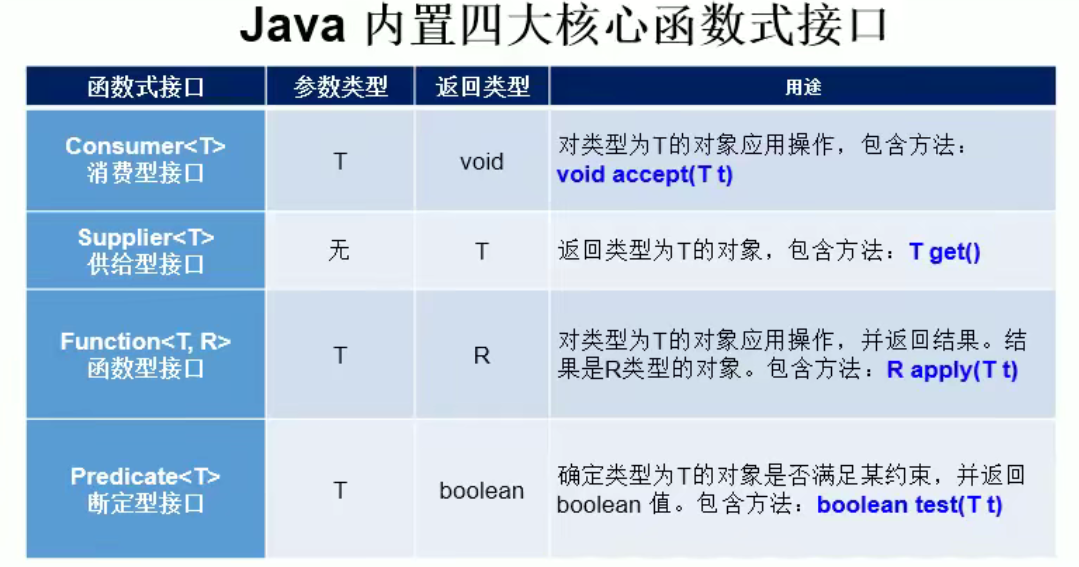 Java 内置四大核心函数式接口
函数式接口 参数类型 返回类型 用途
Consumer<T>
消费型接口
T
void
对类型为T的对象应用操作，包含方法：
void accept(T t)
Supplier<T>
供给型接口
无
T
返回类型为T的对象，包含方法：T get()
Function<T, R>
函数型接口
T
R
对类型为T的对象应用操作，并返回结果。结
果是R类型的对象。包含方法：R apply(T t)
Predicate<T>
断定型接口
T
boolean
确定类型为T的对象是否满足某约束，并返回
boolean 值。包含方法：boolean test(T t)